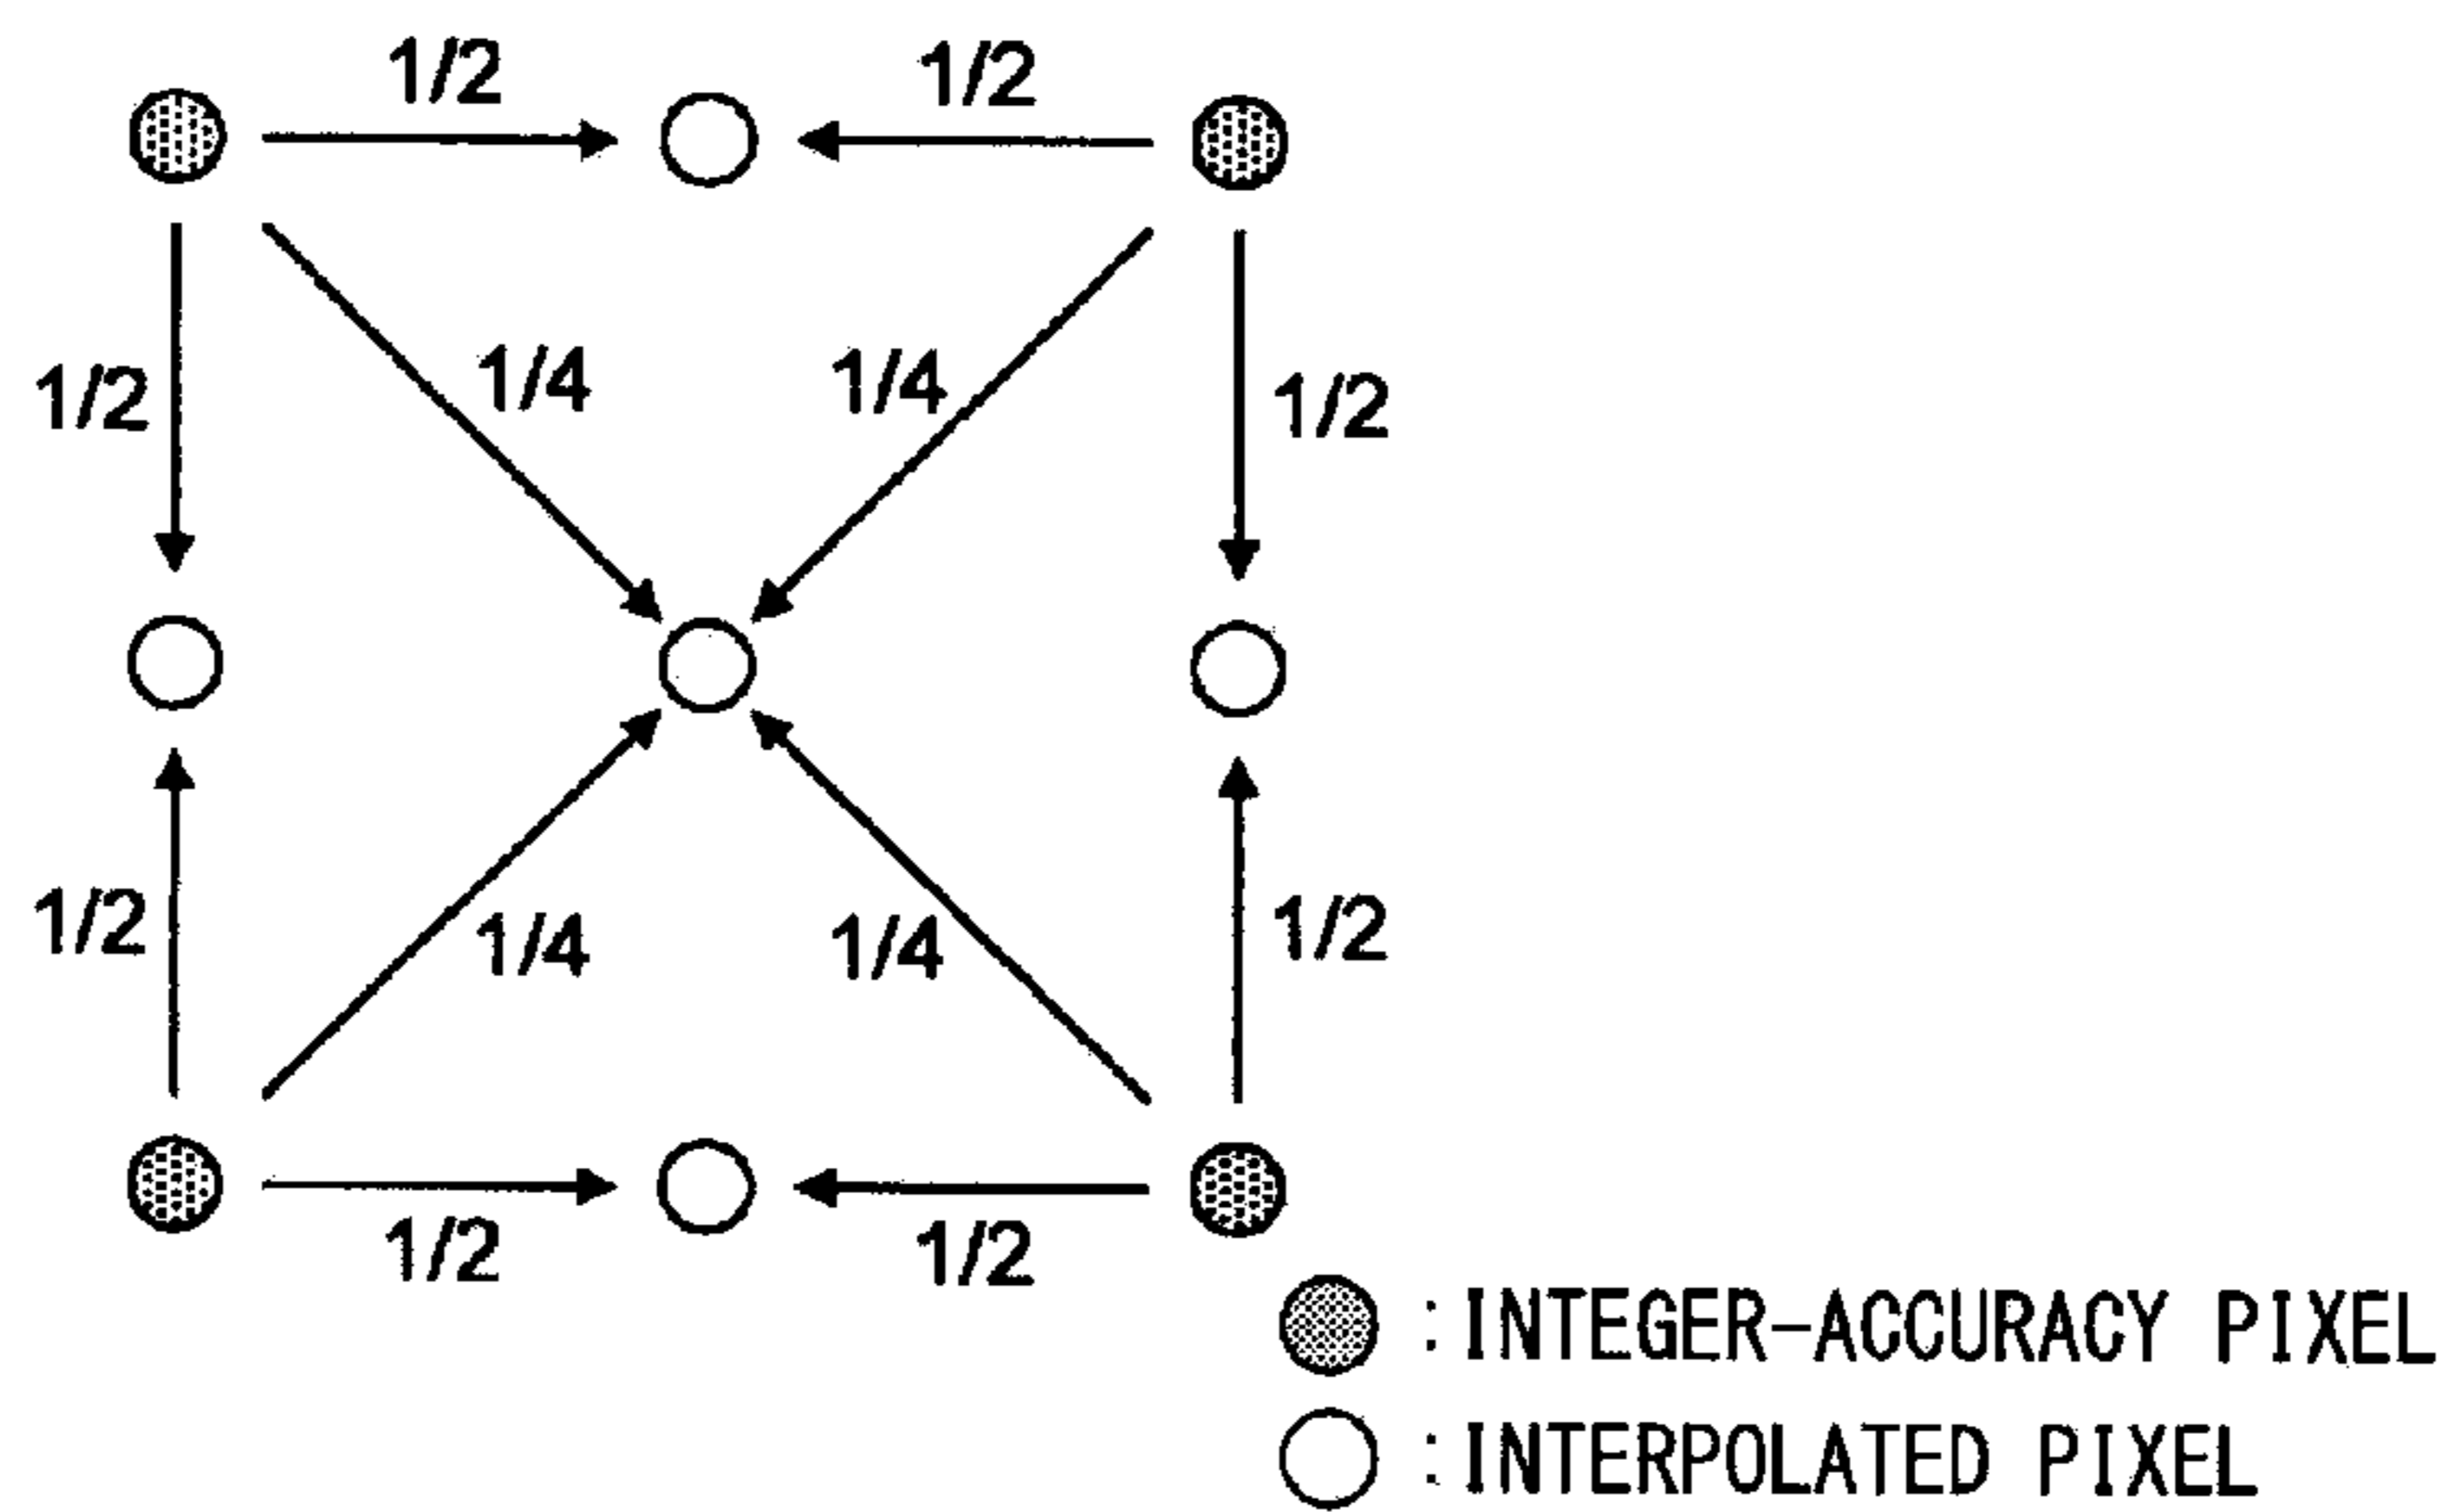 1/2 1/2
1/2 1/4 1/4 1/2
1/2 1/4 1/4 1/2
1/2 1/2
: INTEGER-ACCURACY PIXEL
: INTERPOLATED PIXEL